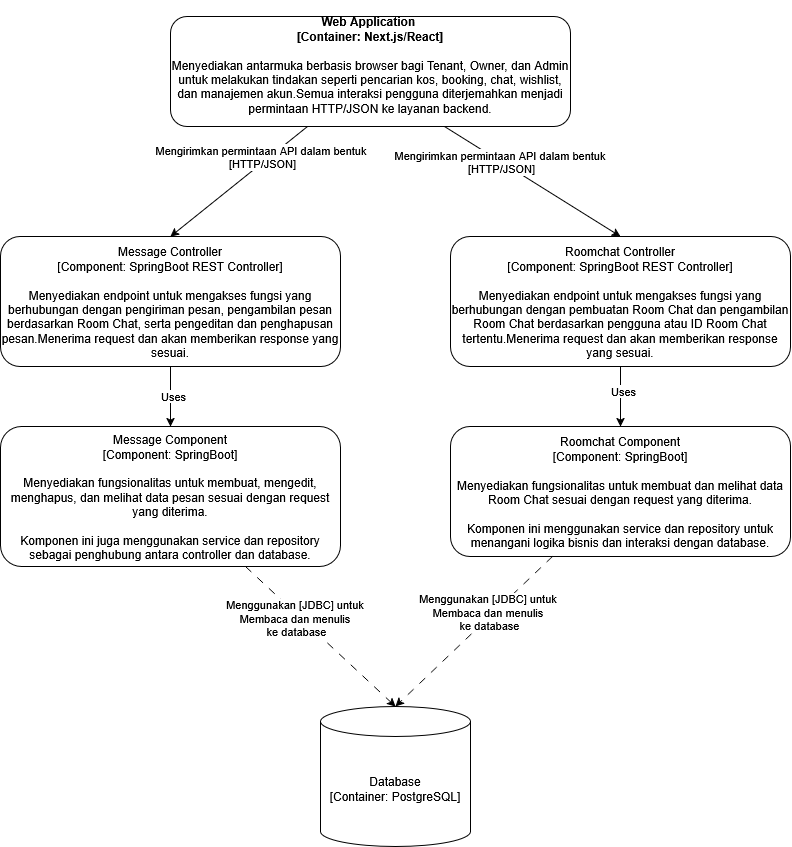 Web Application
[Container: Next.js/React]
Menyediakan antarmuka berbasis browser bagi Tenant, Owner, dan Admin
untuk melakukan tindakan seperti pencarian kos, booking, chat, wishlist,
dan manajemen akun.Semua interaksi pengguna diterjemahkan menjadi
permintaan HTTP/JSON ke layanan backend.
Mengirimkan permintaan API dalam bentuk
[HTTP/JSON]
Mengirimkan permintaan API dalam bentuk
[HTTP/JSON]
Message Controller
[Component: SpringBoot REST Controller]
Menyediakan endpoint untuk mengakses fungsi yang
berhubungan dengan pengiriman pesan, pengambilan pesan
berdasarkan Room Chat, serta pengeditan dan penghapusan
pesan.Menerima request dan akan memberikan response yang
sesuai.
Roomchat Controller
[Component: SpringBoot REST Controller]
Menyediakan endpoint untuk mengakses fungsi yang
berhubungan dengan pembuatan Room Chat dan pengambilan
Room Chat berdasarkan pengguna atau ID Room Chat
tertentu.Menerima request dan akan memberikan response
yang sesuai.
Uses
Uses
Message Component
[Component: SpringBoot]
Menyediakan fungsionalitas untuk membuat, mengedit,
menghapus, dan melihat data pesan sesuai dengan request
yang diterima.
Komponen ini juga menggunakan service dan repository
sebagai penghubung antara controller dan database.
Roomchat Component
[Component: SpringBoot]
Menyediakan fungsionalitas untuk membuat dan melihat data
Room Chat sesuai dengan request yang diterima.
Komponen ini menggunakan service dan repository untuk
menangani logika bisnis dan interaksi dengan database.
Menggunakan [JDBC] untuk
Membaca dan menulis
ke database
Menggunakan [JDBC] untuk
Membaca dan menulis
ke database
Database
[Container: PostgreSQL]